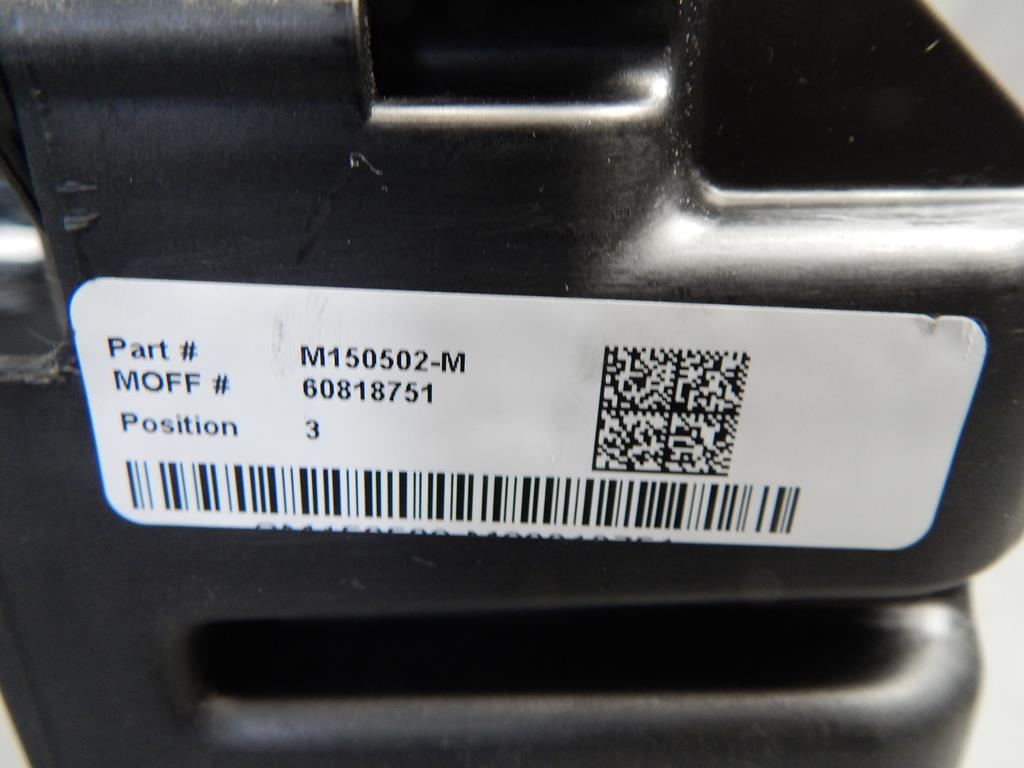 Part # M150502-M
MOFF # 60818751
Position 3